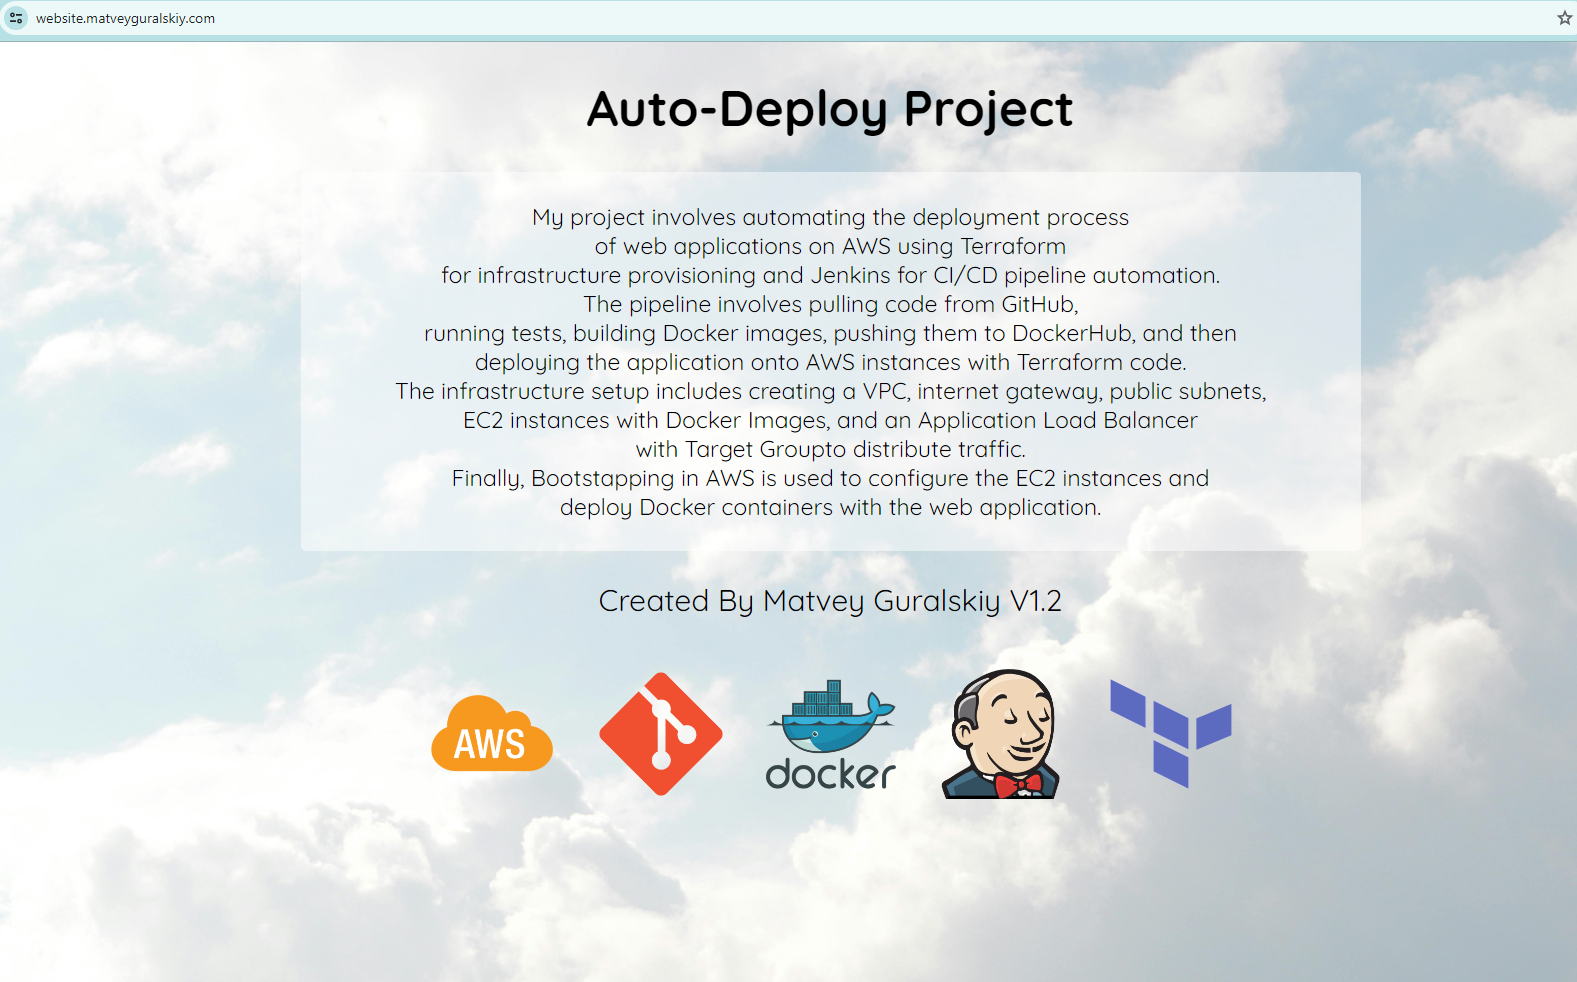 website.matveyguralskiy.com
Auto-Deploy Project
My project involves automating the deployment process
of web applications on AWS using Terraform
for infrastructure provisioning and Jenkins for CI/CD pipeline automation.
The pipeline involves pulling code from GitHub,
running tests, building Docker images, pushing them to DockerHub, and then
deploying the application onto AWS instances with Terraform code.
The infrastructure setup includes creating a VPC, internet gateway, public subnets,
EC2 instances with Docker Images, and an Application Load Balancer
with Target Groupto distribute traffic.
Finally, Bootstapping in AWS is used to configure the EC2 instances and
deploy Docker containers with the web application.
Created By Matvey Guralskiy V1.2
AWS
docker